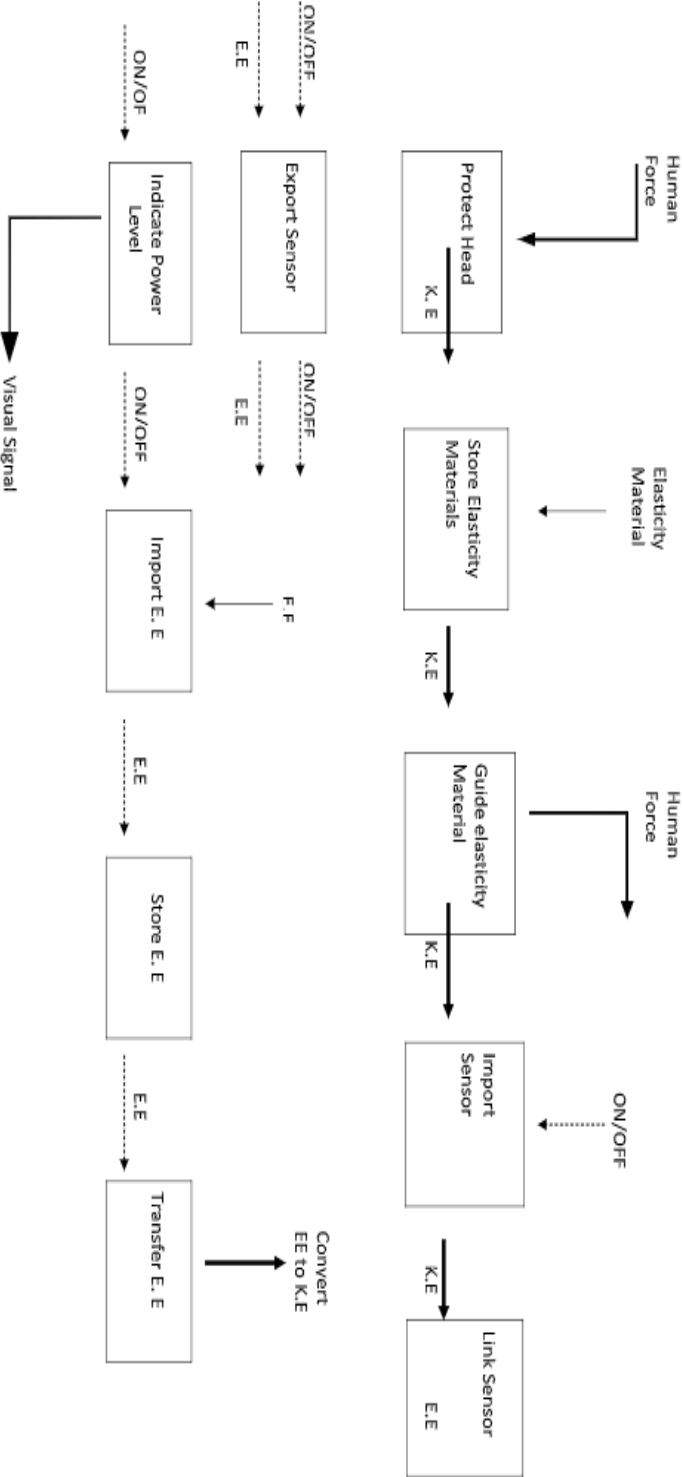 Human
Force
Elasticity
Material
Human
Force
ON/OFF
Protect Head
K. E
Store Elasticity
Materials
K.E
Guide elasticity
Material
K.E
Import
Sensor
K.E
Link Sensor
E.E
ON/OFF
E.E
Export Sensor
ON/OFF
E.E
F.F
Convert
EE to K.E
ON/OF
Indicate Power
Level
ON/OFF
Import E. E
E.E
Store E. E
E.E
Transfer E. E
Visual Signal